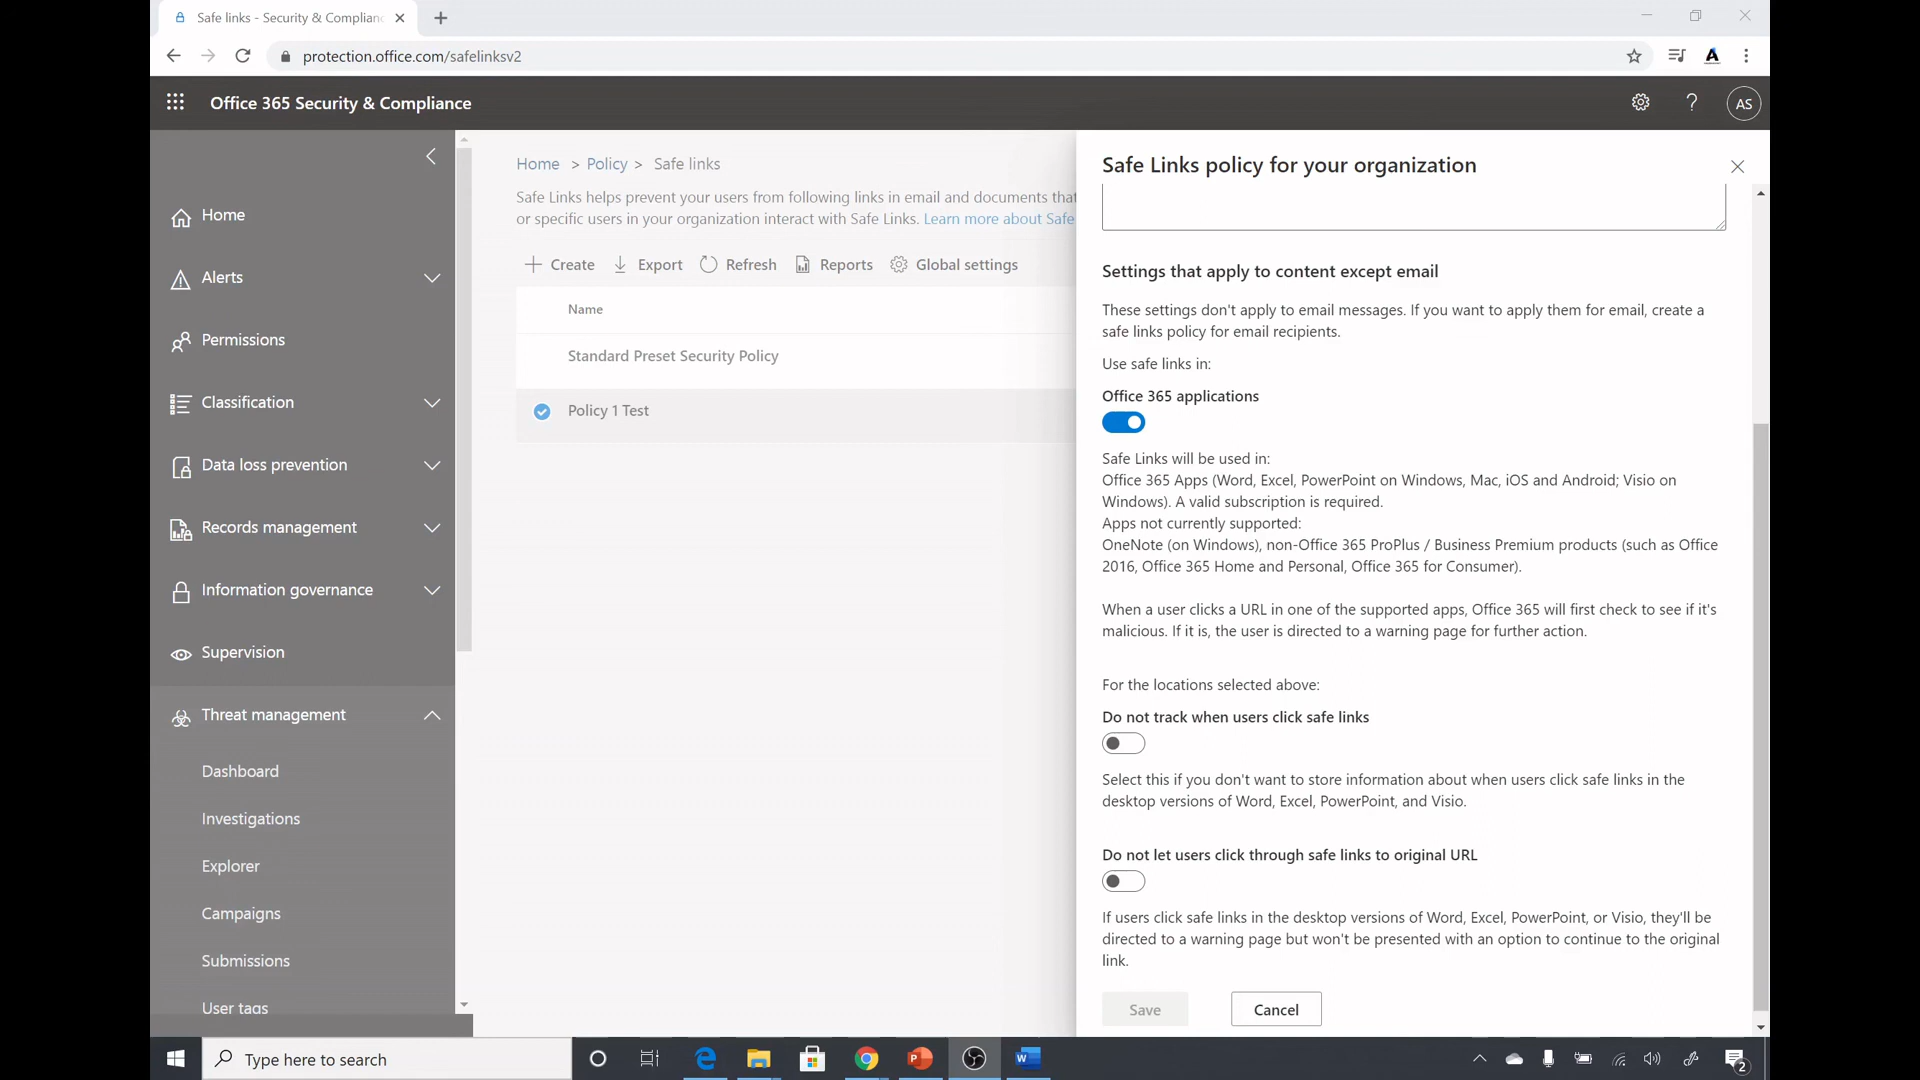 Safe links - Security & Complianc
protection.office.com/safelinksv2
A
Office 365 Security & Compliance
?
AS
Home
Alerts
Permissions
Classification
Data loss prevention
Records management
Information governance
Supervision
Threat management
Dashboard
Investigations
Explorer
Campaigns
Submissions
User tags
Home > Policy > Safe links
Safe Links helps prevent your users from following links in email and documents that
or specific users in your organization interact with Safe Links. Learn more about Safe
Create Export Refresh Reports Global settings
Name
Standard Preset Security Policy
Policy 1 Test
Safe Links policy for your organization
Settings that apply to content except email
These settings don't apply to email messages. If you want to apply them for email, create a
safe links policy for email recipients.
Use safe links in:
Office 365 applications
Safe Links will be used in:
Office 365 Apps (Word, Excel, PowerPoint on Windows, Mac, iOS and Android; Visio on
Windows). A valid subscription is required.
Apps not currently supported:
OneNote (on Windows), non-Office 365 ProPlus / Business Premium products (such as Office
2016, Office 365 Home and Personal, Office 365 for Consumer).
When a user clicks a URL in one of the supported apps, Office 365 will first check to see if it's
malicious. If it is, the user is directed to a warning page for further action.
For the locations selected above:
Do not track when users click safe links
Select this if you don't want to store information about when users click safe links in the
desktop versions of Word, Excel, PowerPoint, and Visio.
Do not let users click through safe links to original URL
If users click safe links in the desktop versions of Word, Excel, PowerPoint, or Visio, they'll be
directed to a warning page but won't be presented with an option to continue to the original
link.
Save Cancel
Type here to search
2